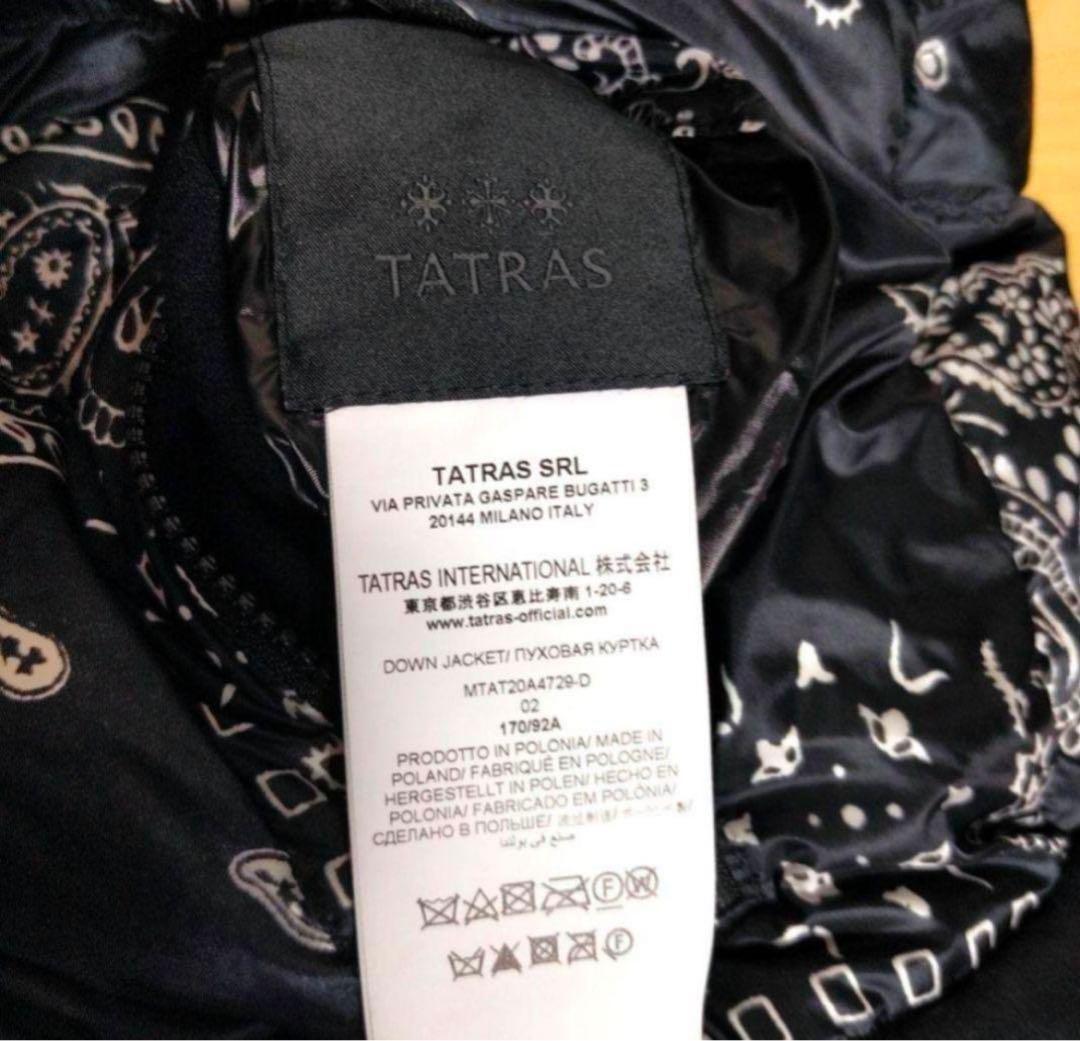 TATRAS
TATRAS SRL
VIA PRIVATA GASPARE BUGATTI 3
20144 MILANO ITALY
TATRAS INTERNATIONAL 株式会社
東京都渋谷区恵比寿南 1-20-6
www.tatras-official.com
DOWN JACKET/ ПУХОВАЯ КУРТКА
MTAT20A4729-D
02
170/92A
PRODOTTO IN POLONIA/ MADE IN
POLAND/ FABRIQUÉ EN POLOGNE/
HERGESTELLT IN POLEN/ HECHO EN
POLONIA/ FABRICADO EM POLÓNIA/
СДЕЛАНО В ПОЛЬШЕ/
صنع في بولندا
F W
F